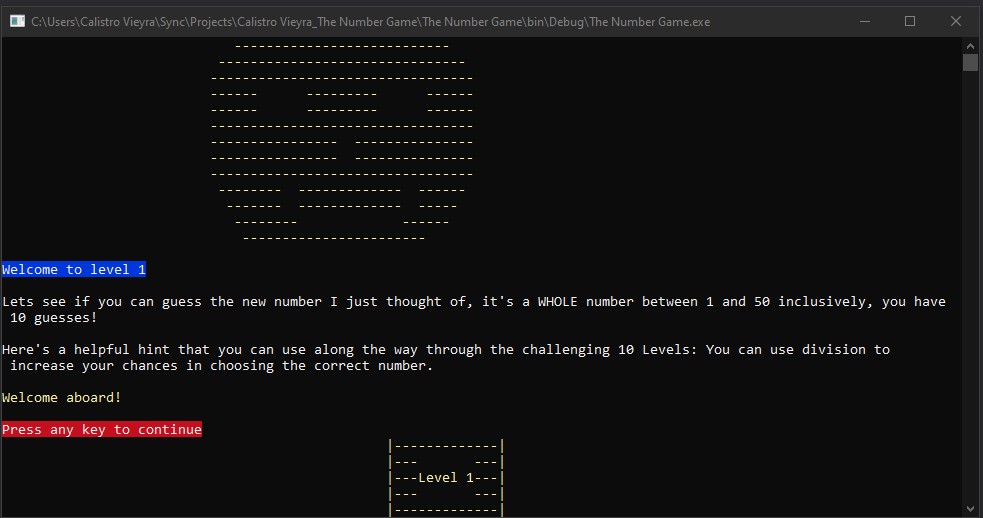 C:\Users\Calistro Vieyra\Sync\Projects\Calistro Vieyra_The Number Game\The Number Game\bin\Debug\The Number Game.exe
Welcome to level 1
Lets see if you can guess the new number I just thought of, it's a WHOLE number between 1 and 50 inclusively, you have
10 guesses!
Here's a helpful hint that you can use along the way through the challenging 10 Levels: You can use division to
increase your chances in choosing the correct number.
Welcome aboard!
Press any key to continue
|-------------|
|---       ---|
|---Level 1---|
|---       ---|
|-------------|